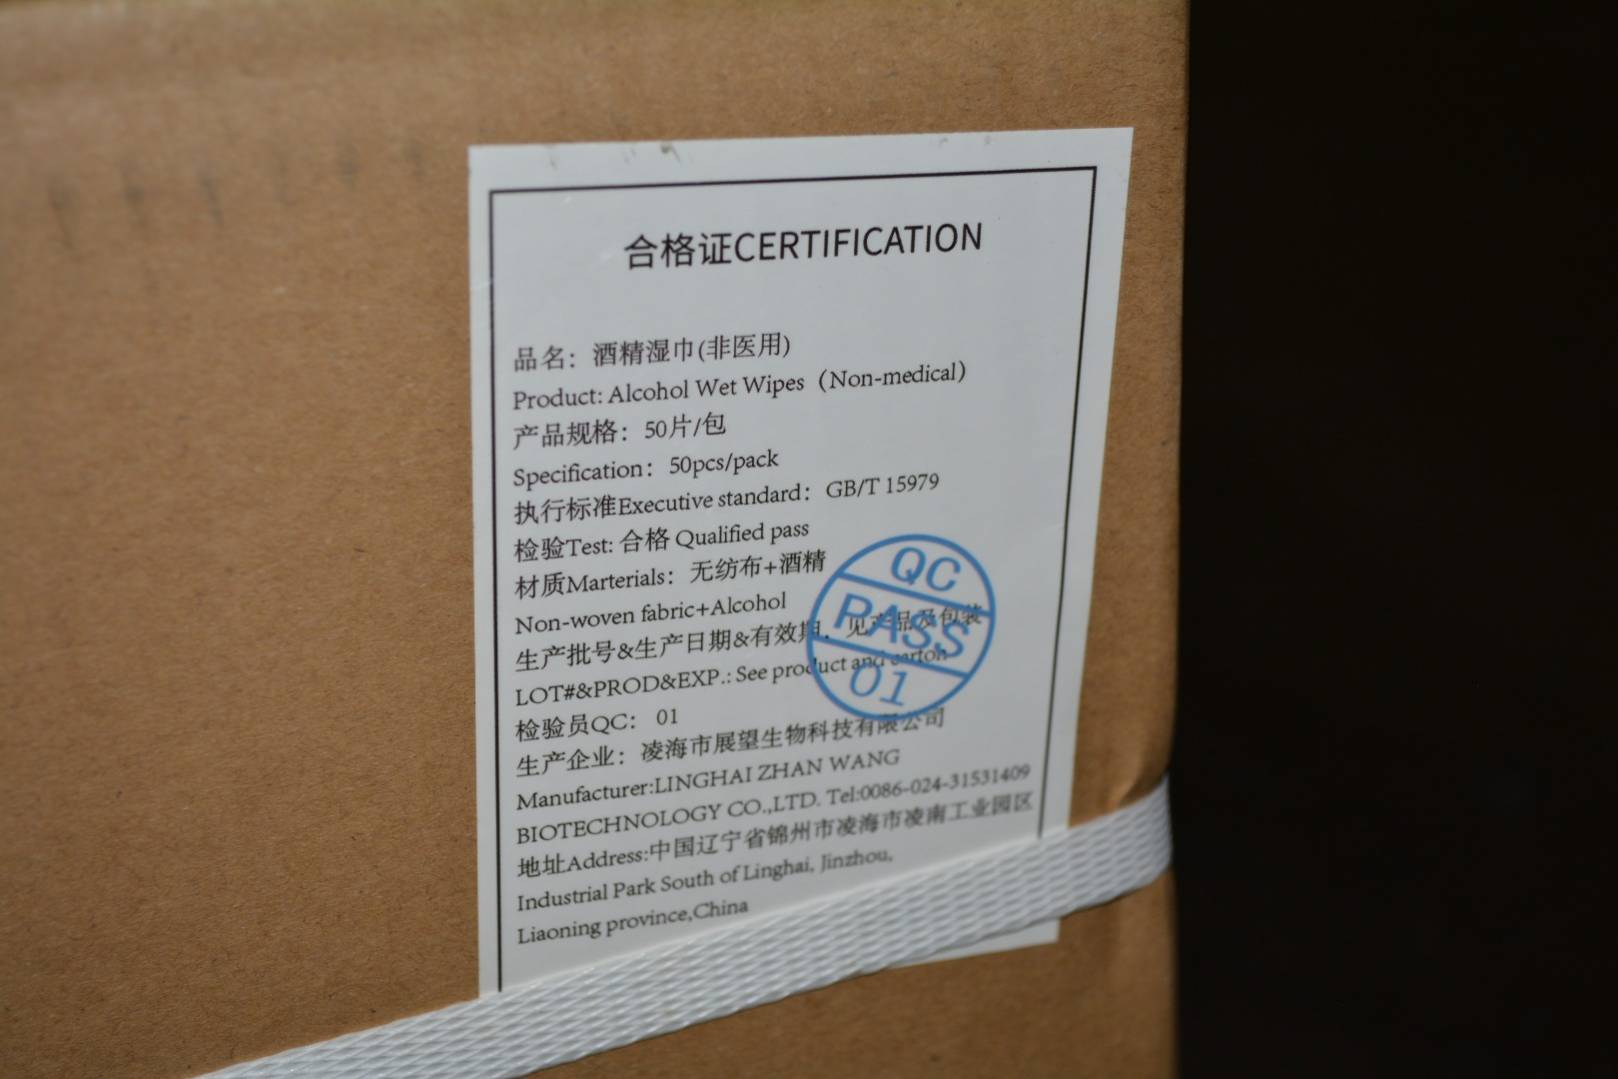 合格证CERTIFICATION
品名：酒精湿巾(非医用)
Product: Alcohol Wet Wipes（Non-medical）
产品规格：50片/包
Specification：50pcs/pack
执行标准Executive standard：GB/T 15979
检验Test: 合格 Qualified pass
材质Marterials：无纺布+酒精
Non-woven fabric+Alcohol
生产批号&生产日期&有效期，见产品及包装
LOT#&PROD&EXP.: See product and carton
检验员QC： 01
生产企业：凌海市展望生物科技有限公司
Manufacturer:LINGHAI ZHAN WANG
BIOTECHNOLOGY CO.,LTD. Tel:0086-024-31531409
地址Address:中国辽宁省锦州市凌海市凌南工业园区
Industrial Park South of Linghai, Jinzhou,
Liaoning province,China
QC
PASS
01